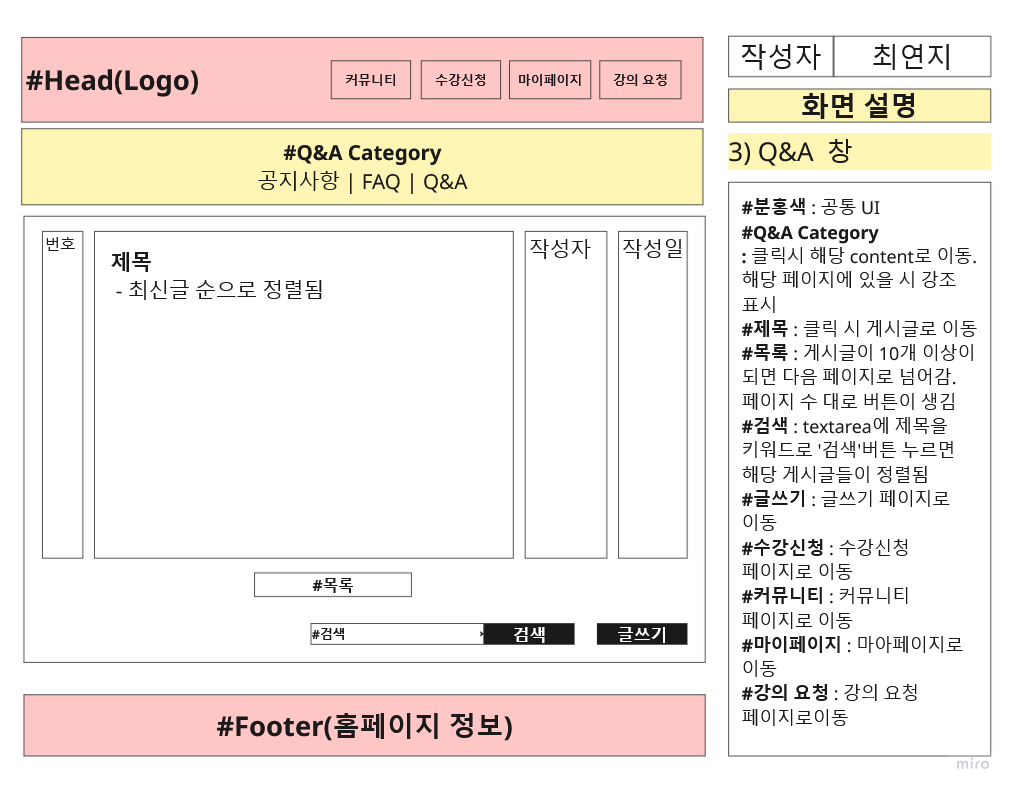 #Head(Logo)
커뮤니티
수강신청
마이페이지
강의 요청
#Q&A Category
공지사항 | FAQ | Q&A
번호
제목
- 최신글 순으로 정렬됨
작성자
작성일
#목록
#검색
검색
글쓰기
#Footer(홈페이지 정보)
작성자
최연지
화면 설명
3) Q&A 창
#분홍색 : 공통 UI
#Q&A Category
: 클릭시 해당 content로 이동.
해당 페이지에 있을 시 강조
표시
#제목 : 클릭 시 게시글로 이동
#목록 : 게시글이 10개 이상이
되면 다음 페이지로 넘어감.
페이지 수 대로 버튼이 생김
#검색 : textarea에 제목을
키워드로 '검색'버튼 누르면
해당 게시글들이 정렬됨
#글쓰기 : 글쓰기 페이지로
이동
#수강신청 : 수강신청
페이지로 이동
#커뮤니티 : 커뮤니티
페이지로 이동
#마이페이지 : 마아페이지로
이동
#강의 요청 : 강의 요청
페이지로이동
miro